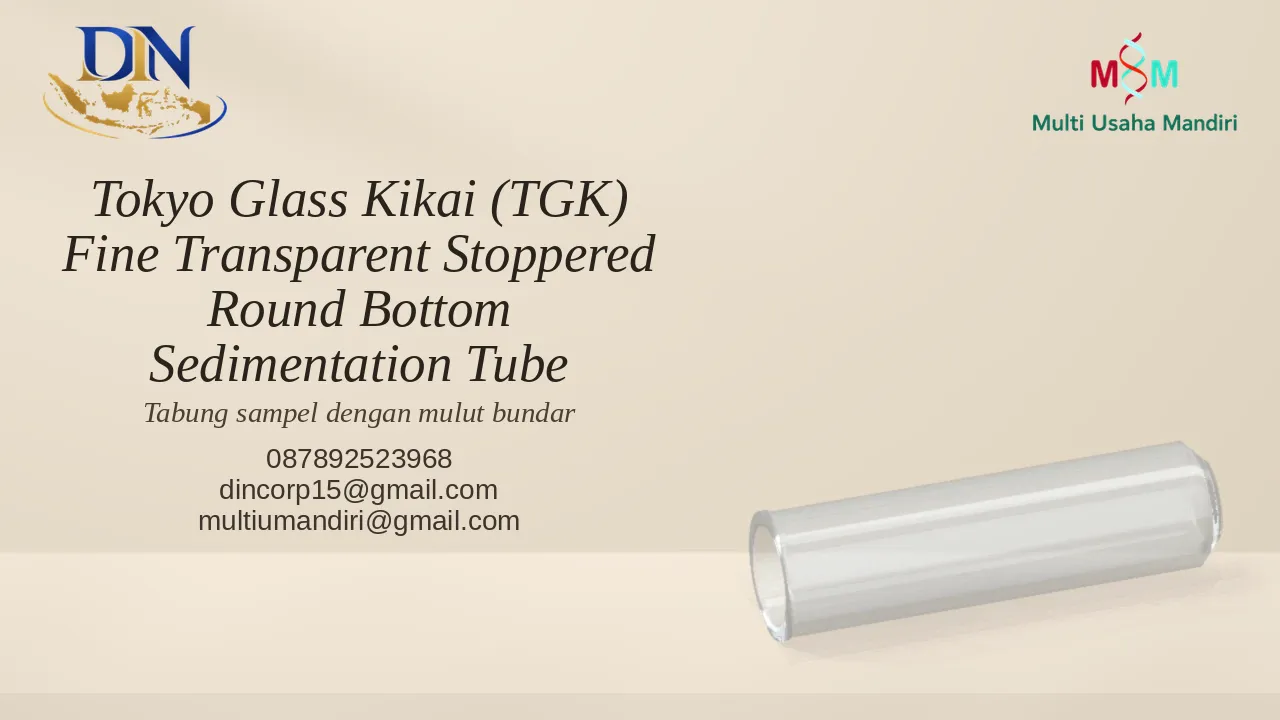 DN
M M
Multi Usaha Mandiri
Tokyo Glass Kikai (TGK)
Fine Transparent Stoppered
Round Bottom
Sedimentation Tube
Tabung sampel dengan mulut bundar
087892523968
dincorp15@gmail.com
multiumandiri@gmail.com